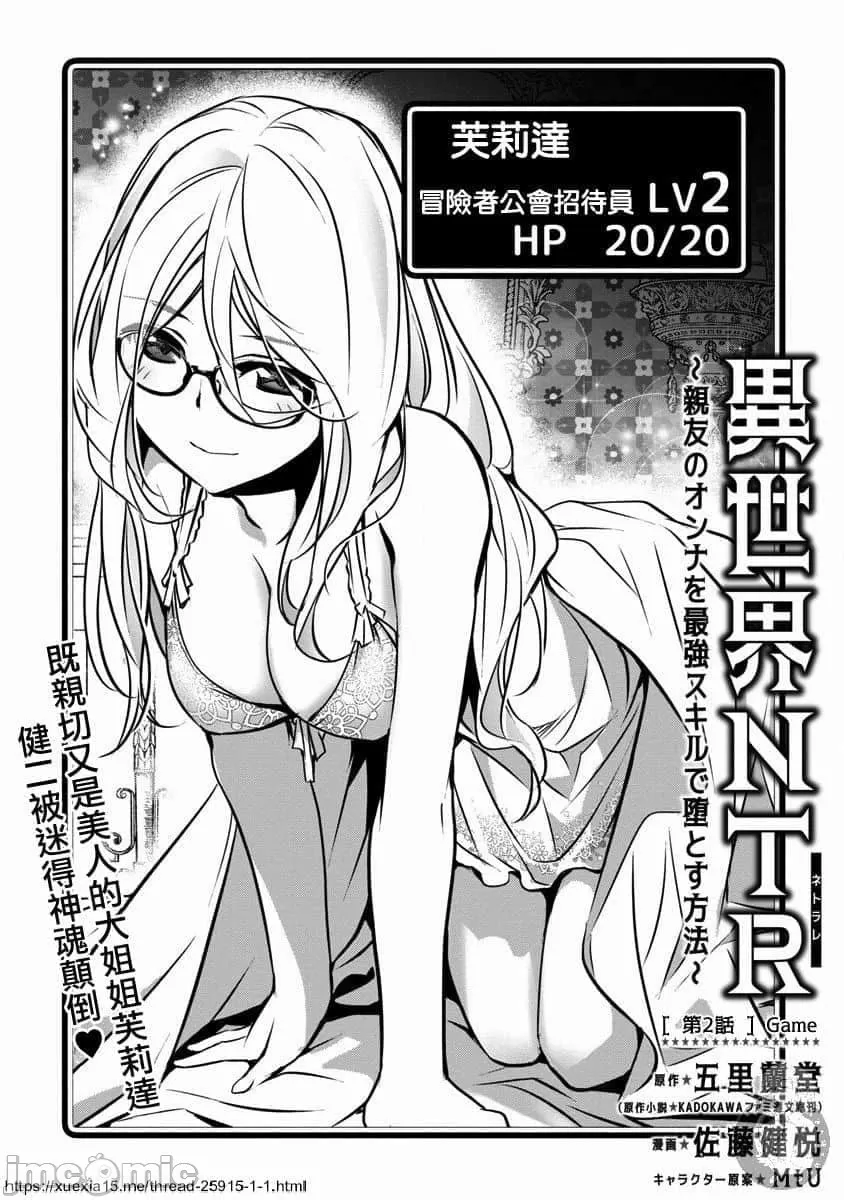 芙莉達
冒險者公會招待員 LV2
HP 20/20
異世界NTR
ネトラレ
～親友のオンナを最強スキルで堕とす方法～
[ 第2話 ] Game
原作★五里蘭堂
(原作小説★KADOKAWAファミ通文庫刊)
漫画★佐藤健悦
キャラクター原案★MtU
既親切又是美人的大姐姐芙莉達
健二被迷得神魂顛倒♥
jmcomic
https://xuexia15.me/thread-25915-1-1.html